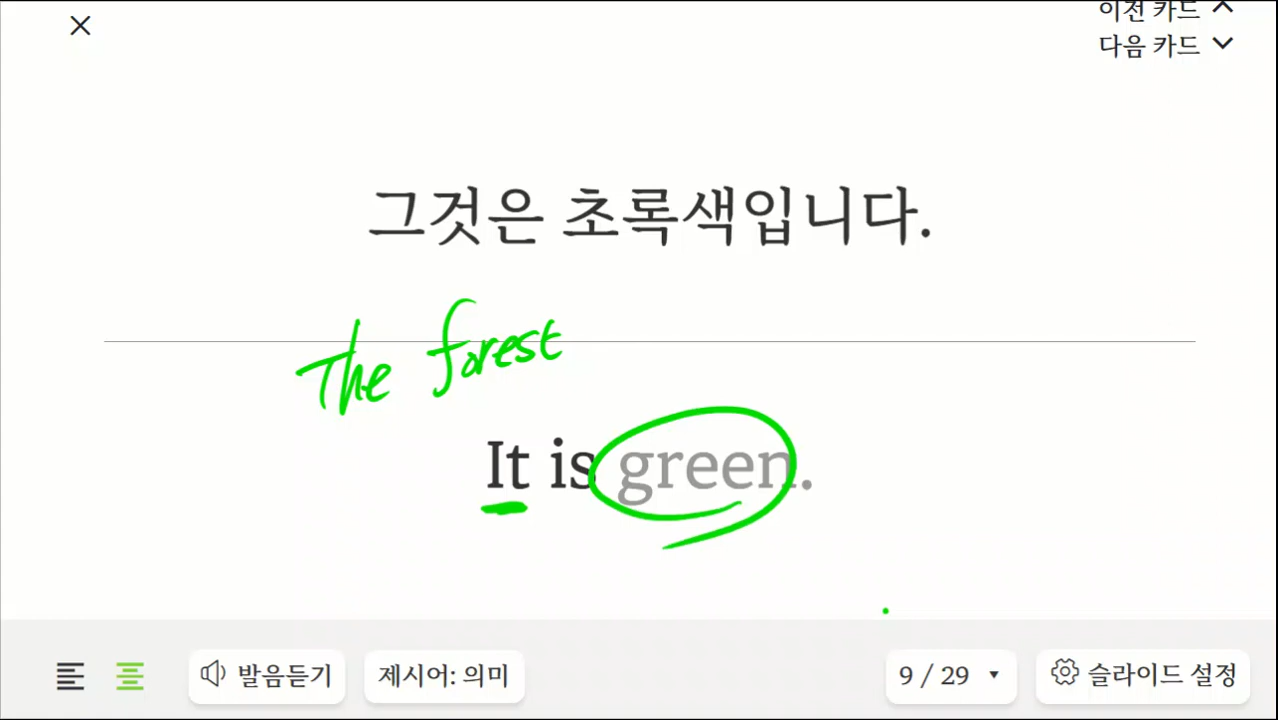 이전 카드
다음 카드
그것은 초록색입니다.
The forest
It is green.
발음듣기
제시어: 의미
9 / 29
슬라이드 설정